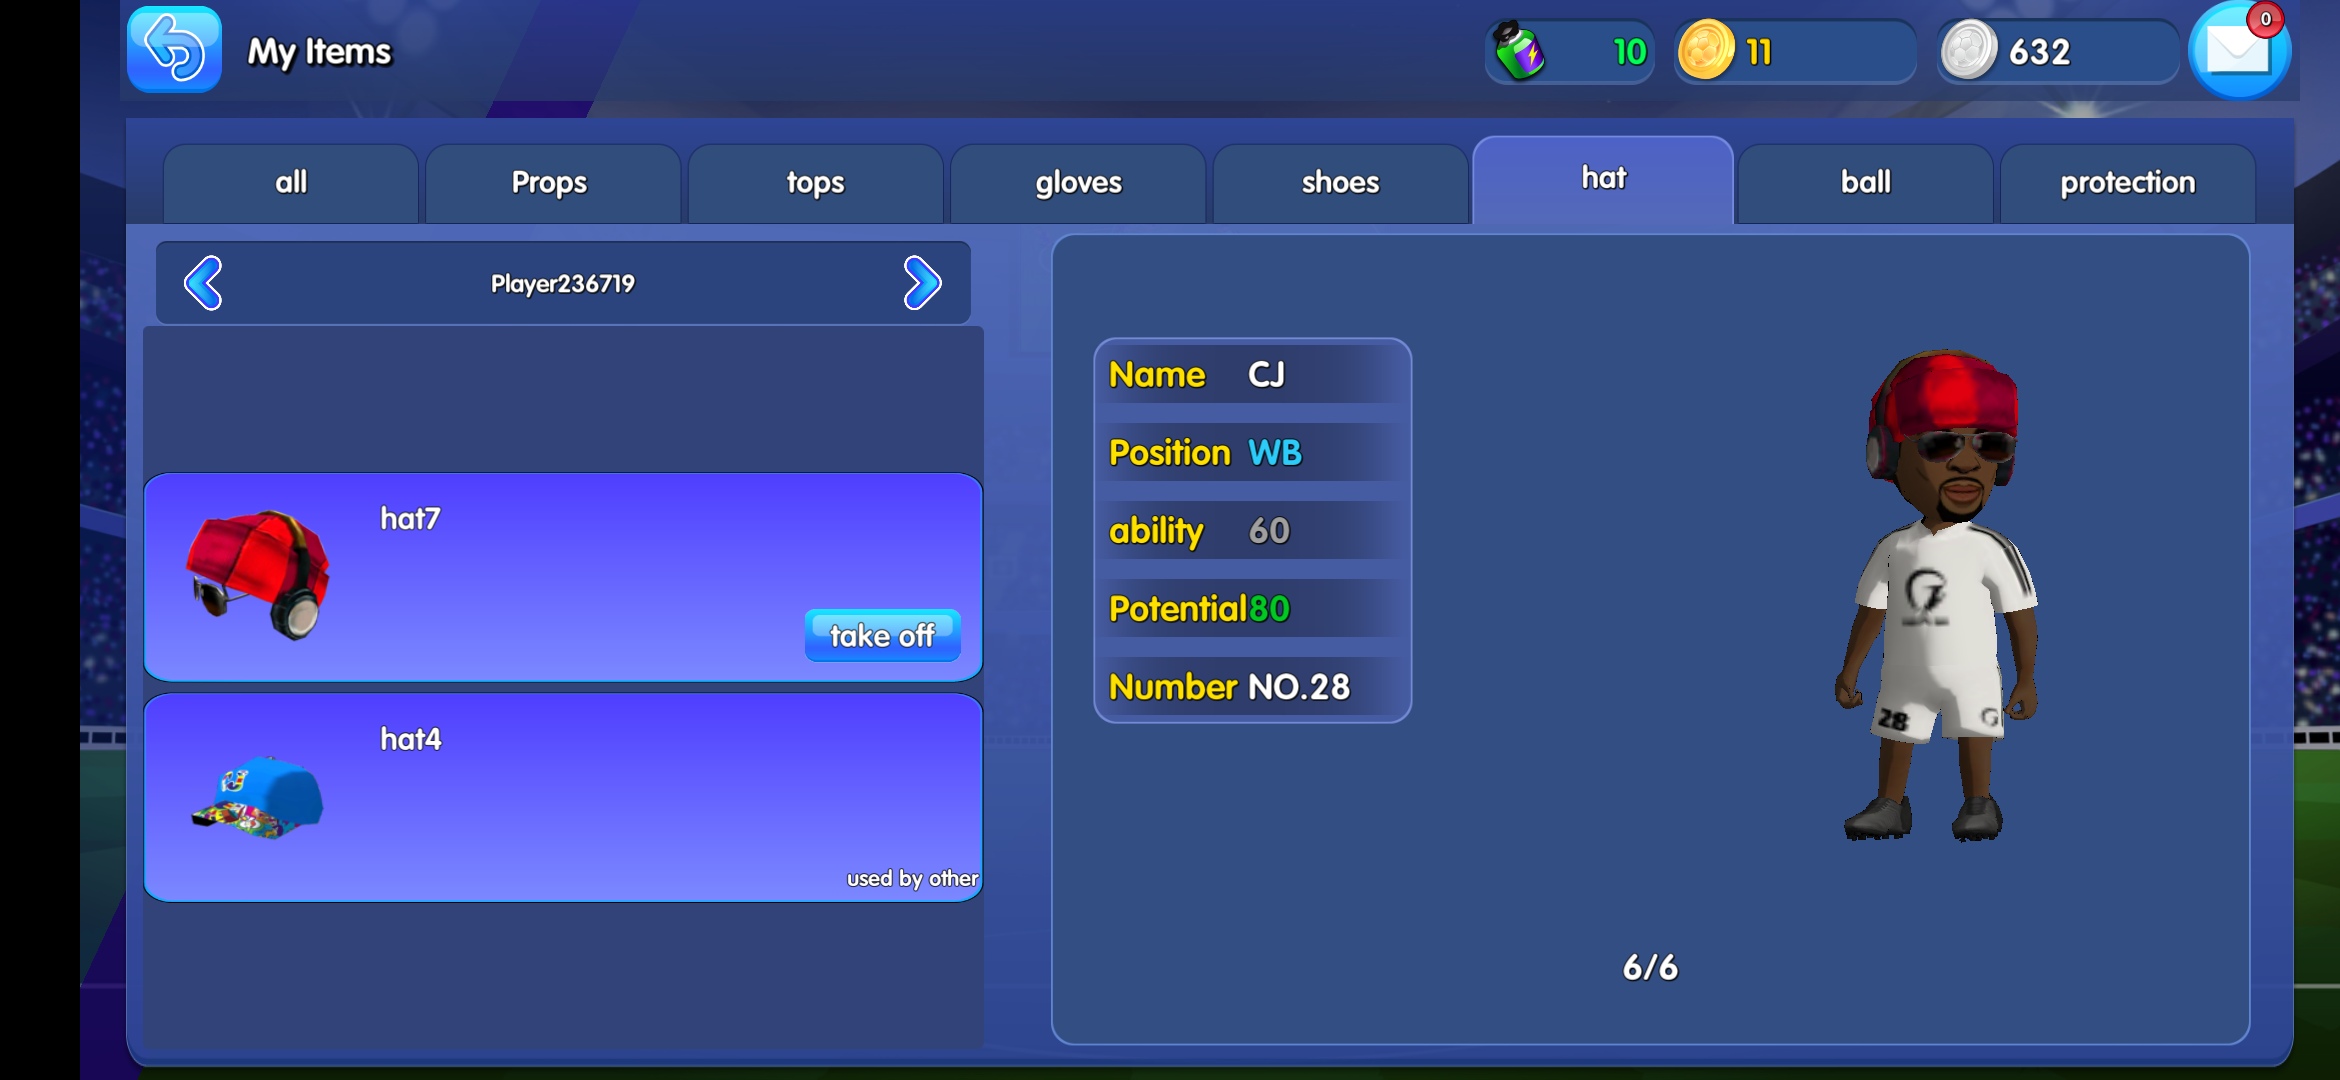 My Items
10
11
632
0
all
Props
tops
gloves
shoes
hat
ball
protection
Player236719
hat7
take off
hat4
used by other
Name CJ
Position WB
ability 60
Potential 80
Number NO.28
28
6/6